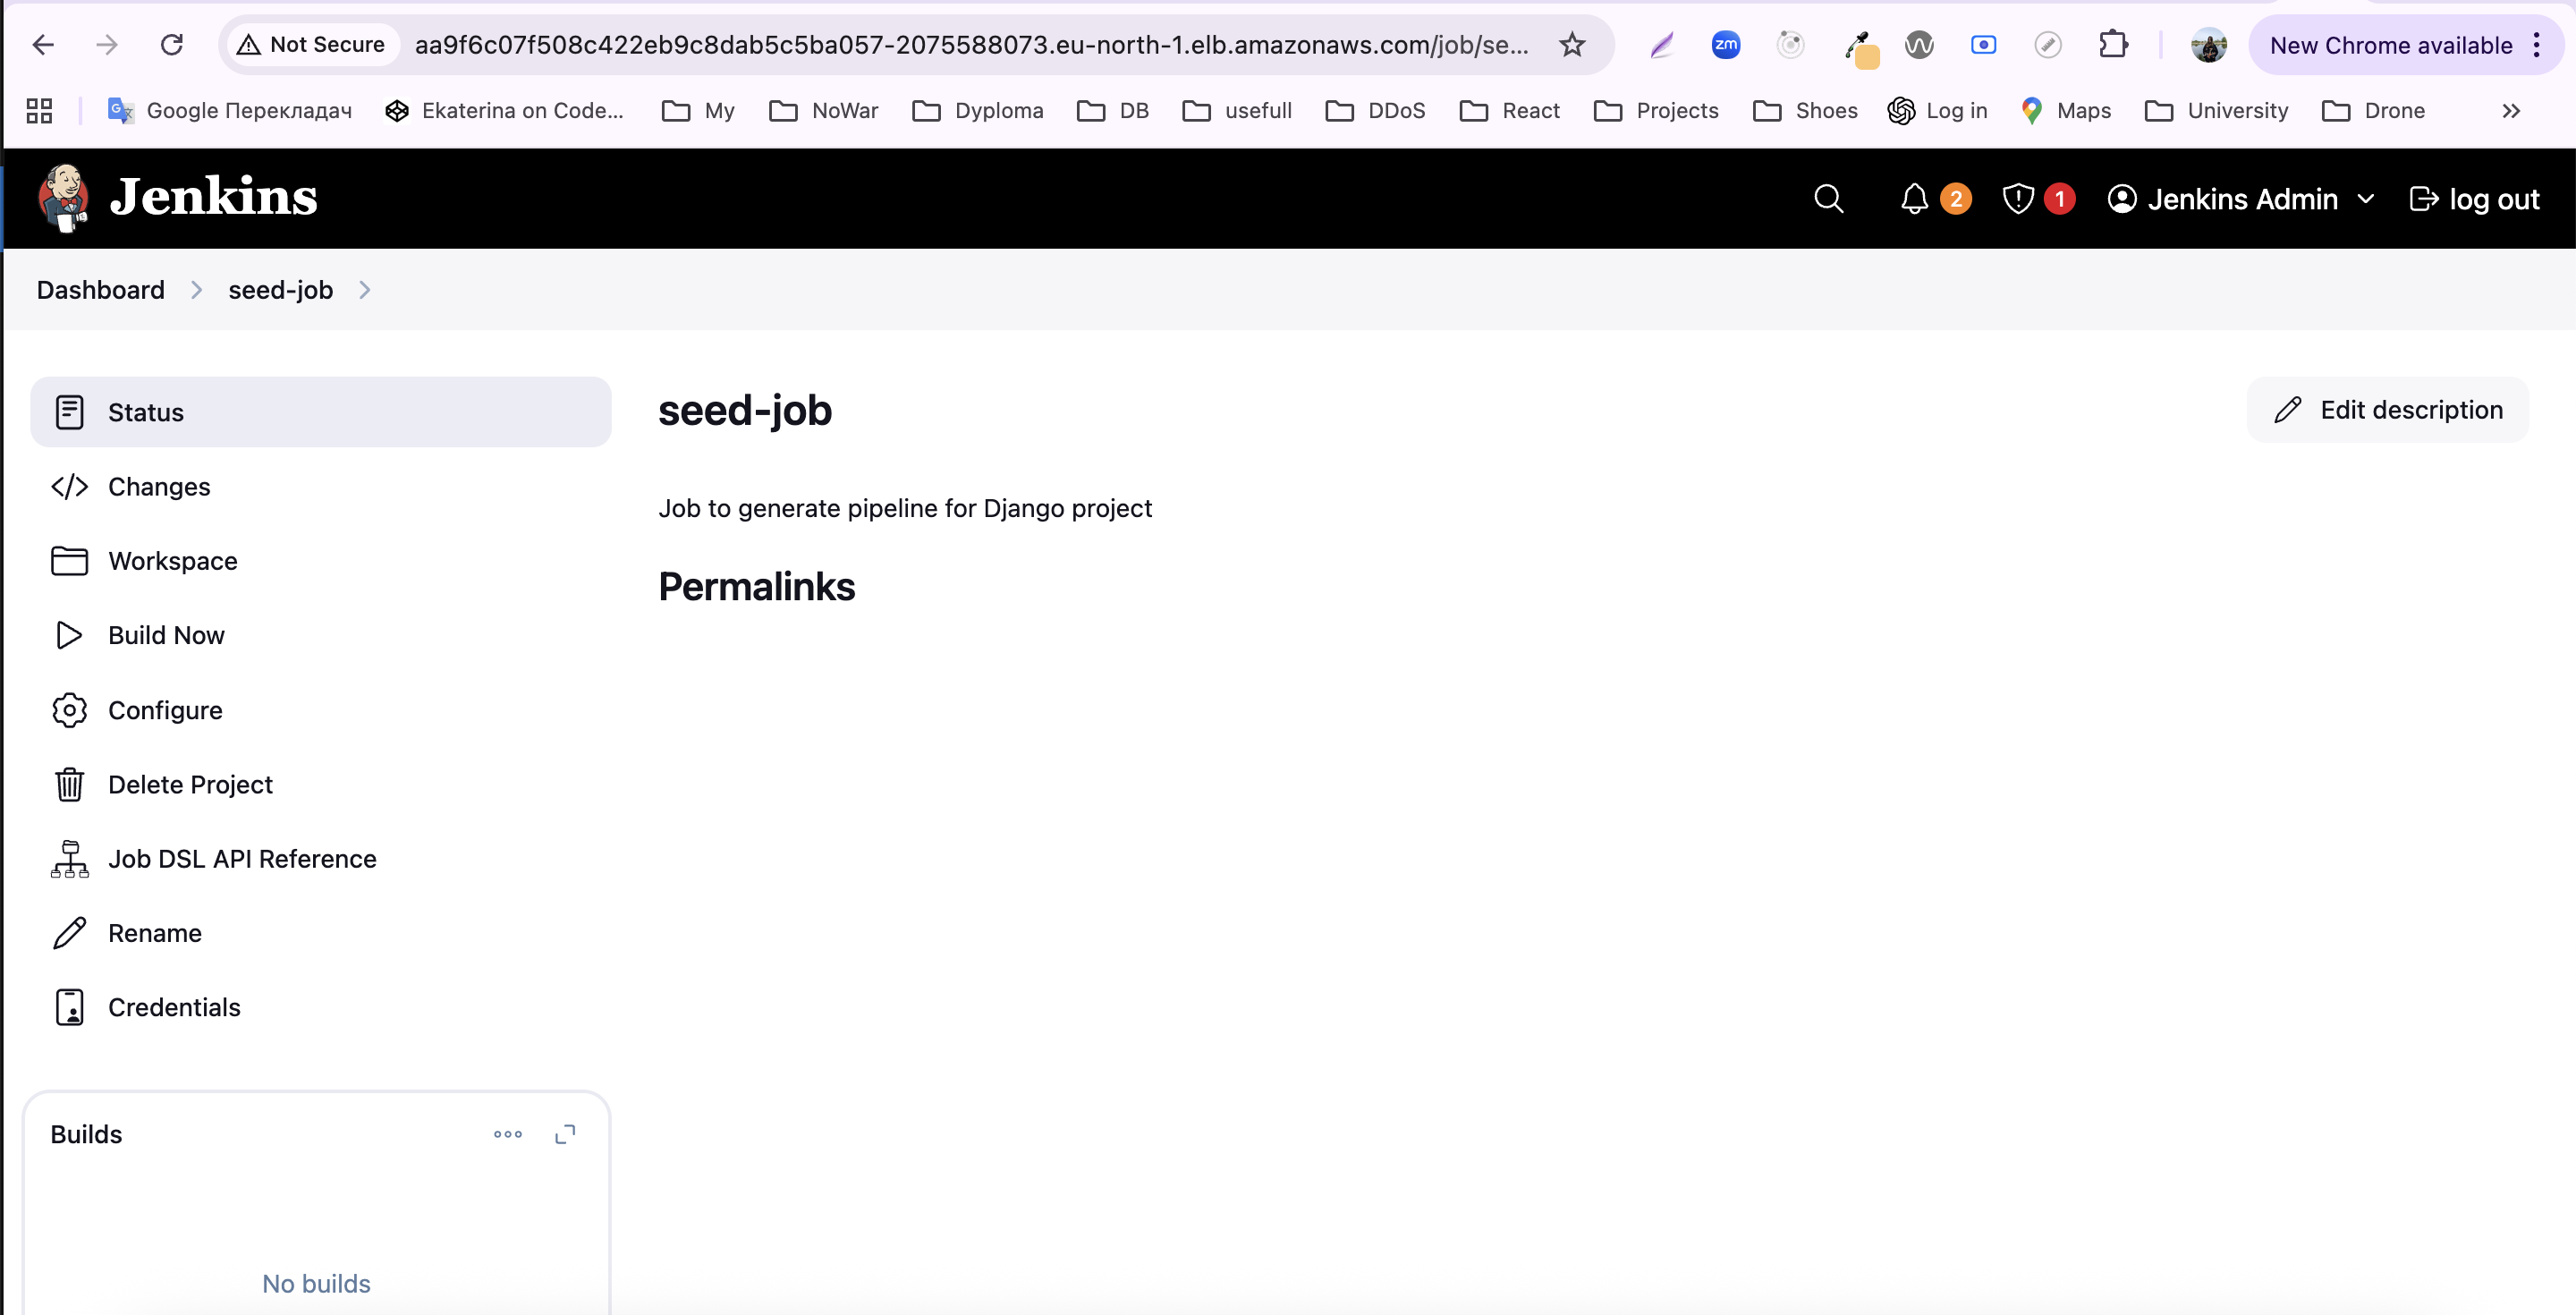 Not Secure
aa9f6c07f508c422eb9c8dab5c5ba057-2075588073.eu-north-1.elb.amazonaws.com/job/se...
zm
New Chrome available
Google Перекладач
Ekaterina on Code...
My
NoWar
Dyploma
DB
usefull
DDoS
React
Projects
Shoes
Log in
Maps
University
Drone
Jenkins
2
1
Jenkins Admin
log out
Dashboard
seed-job
Status
Changes
Workspace
Build Now
Configure
Delete Project
Job DSL API Reference
Rename
Credentials
Builds
No builds
seed-job
Edit description
Job to generate pipeline for Django project
Permalinks